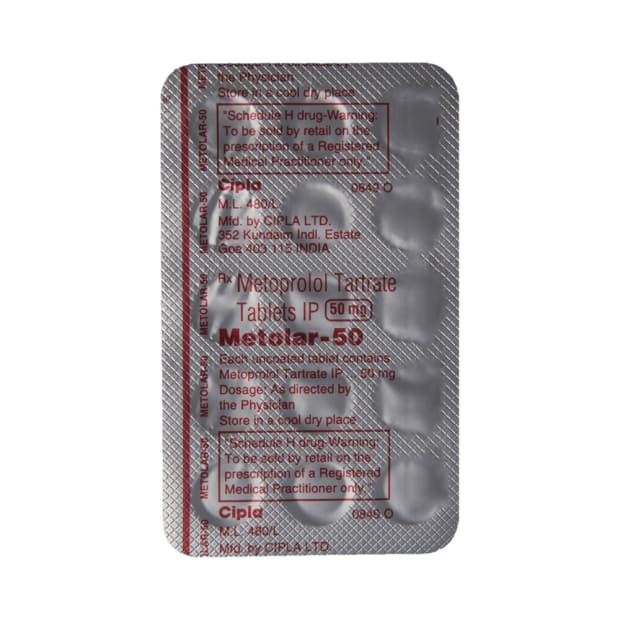 the Physician
Store in a cool dry place
"Schedule H drug-Warning:
To be sold by retail on the
prescription of a Registered
Medical Practitioner only."
Cipla 0849 O
M.L. 480/L
Mfd. by CIPLA LTD.
352 Kundaim Indl. Estate
Goa 403 115 INDIA
Rx Metoprolol Tartrate
Tablets IP 50 mg
Metolar-50
Each uncoated tablet contains
Metoprolol Tartrate IP ... 50 mg
Dosage: As directed by
the Physician
Store in a cool dry place
"Schedule H drug-Warning:
To be sold by retail on the
prescription of a Registered
Medical Practitioner only."
Cipla 0849 O
M.L. 480/L
Mfd. by CIPLA LTD.
METOLAR-50
METOLAR-50
METOLAR-50
METOLAR-50
METOLAR-50